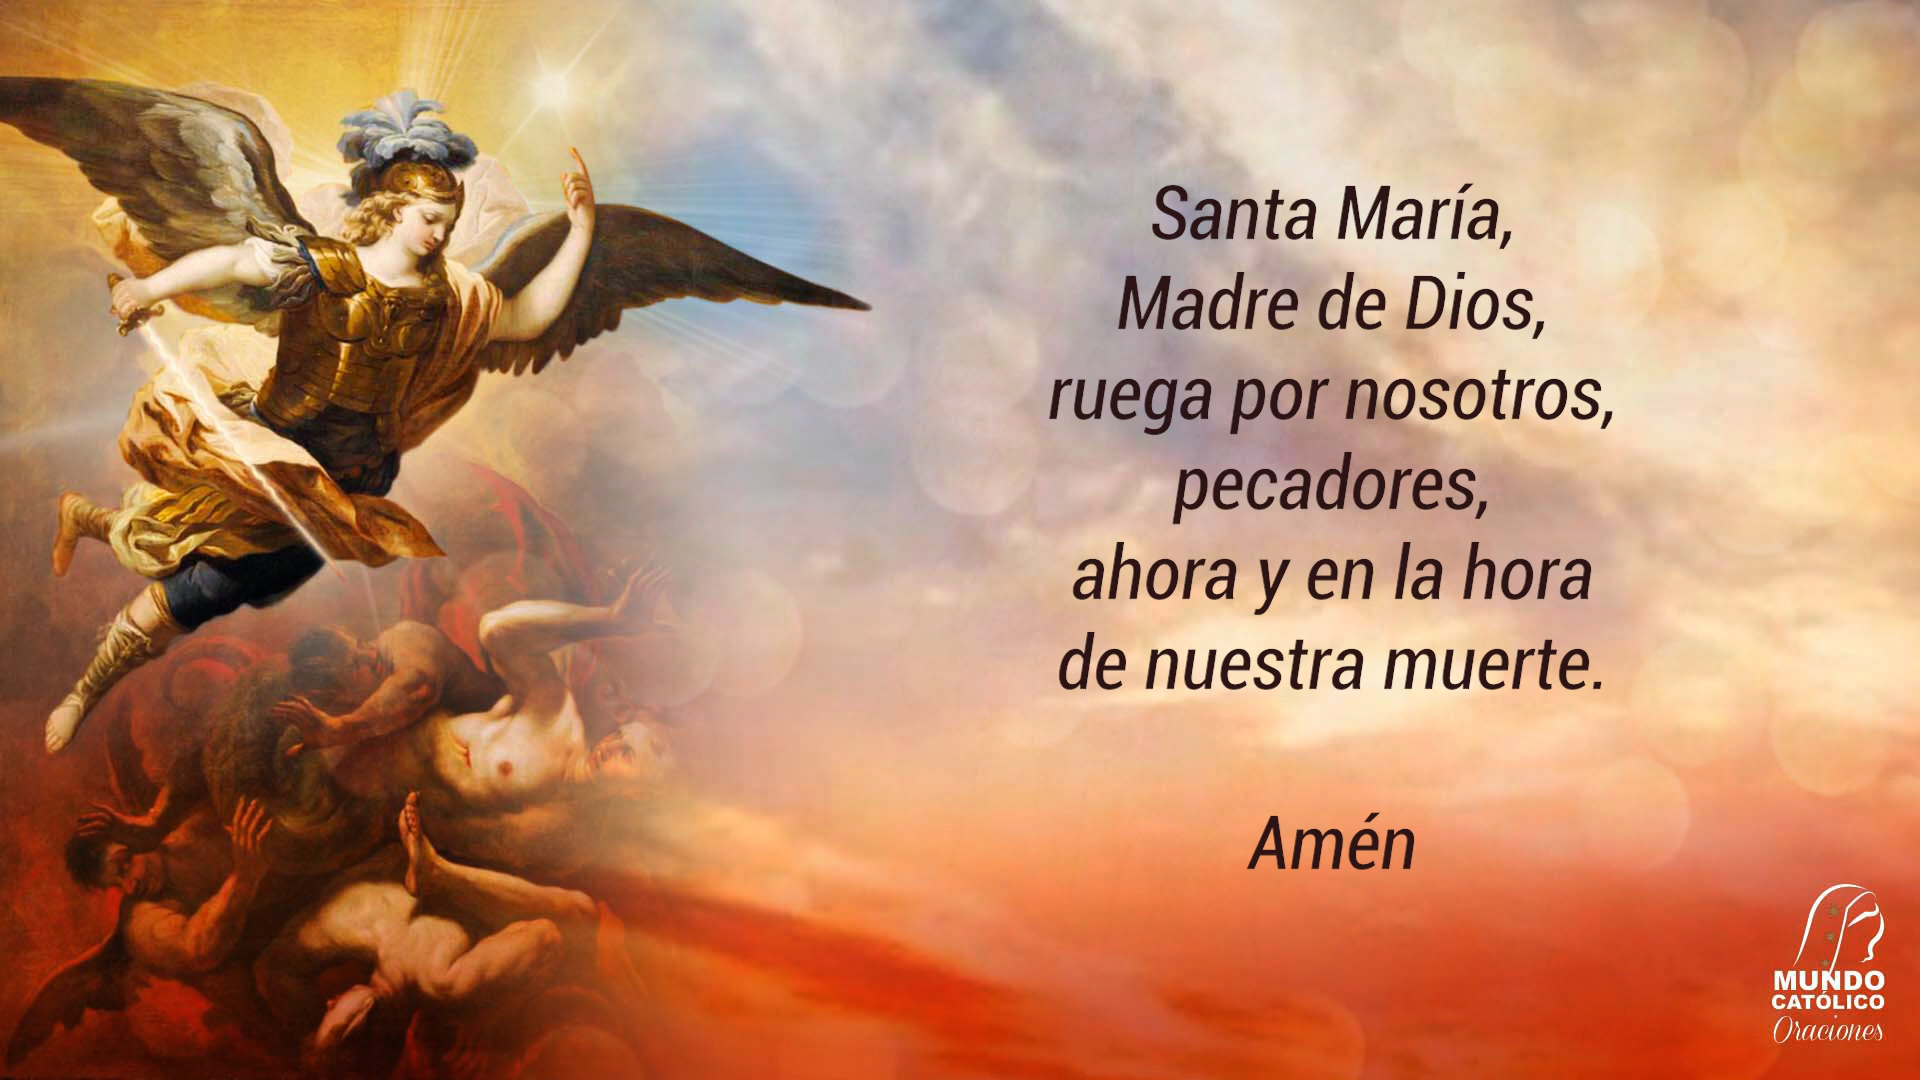 Santa María,
Madre de Dios,
ruega por nosotros,
pecadores,
ahora y en la hora
de nuestra muerte.
Amén
MUNDO
CATÓLICO
Oraciones